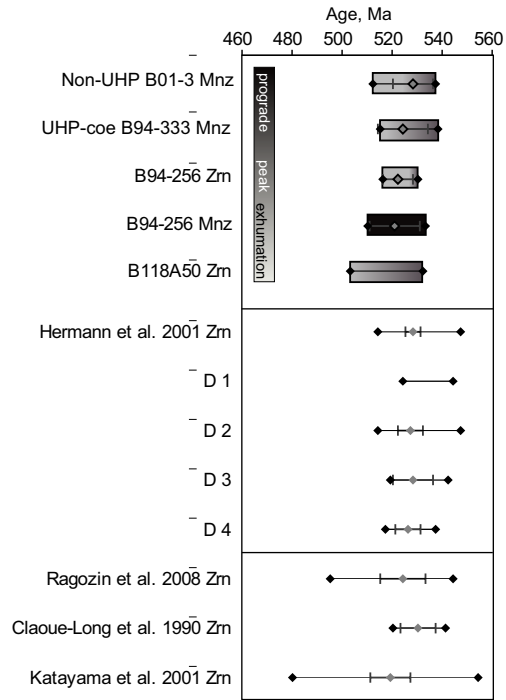 Age, Ma
460 480 500 520 540 560
Non-UHP B01-3 Mnz
UHP-coe B94-333 Mnz
B94-256 Zrn
B94-256 Mnz
B118A50 Zrn
prograde peak exhumation
Hermann et al. 2001 Zrn
D 1
D 2
D 3
D 4
Ragozin et al. 2008 Zrn
Claoue-Long et al. 1990 Zrn
Katayama et al. 2001 Zrn